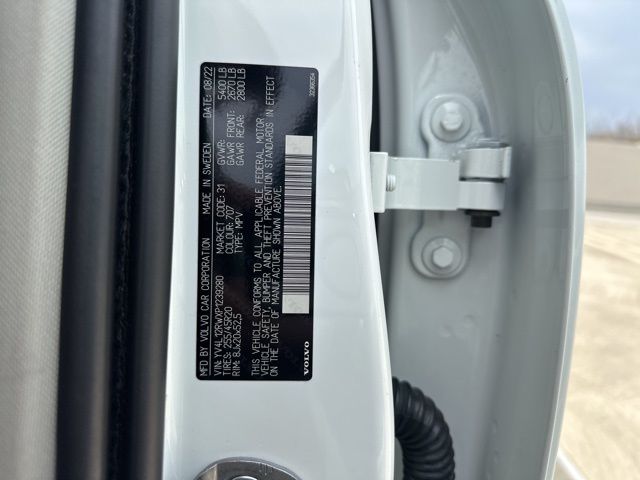 MFD BY VOLVO CAR CORPORATION MADE IN SWEDEN DATE: 08/22
VIN: YV4L12RWXP1239280 MARKET CODE: 31 GVWR: 5400 LB
TIRES: 255/45R20 COLOUR: 707 GAWR FRONT: 2670 LB
RIM: 8Jx20x52,5 TYPE: MPV GAWR REAR: 2800 LB
THIS VEHICLE CONFORMS TO ALL APPLICABLE FEDERAL MOTOR
VEHICLE SAFETY, BUMPER AND THEFT PREVENTION STANDARDS IN EFFECT
ON THE DATE OF MANUFACTURE SHOWN ABOVE.
VOLVO